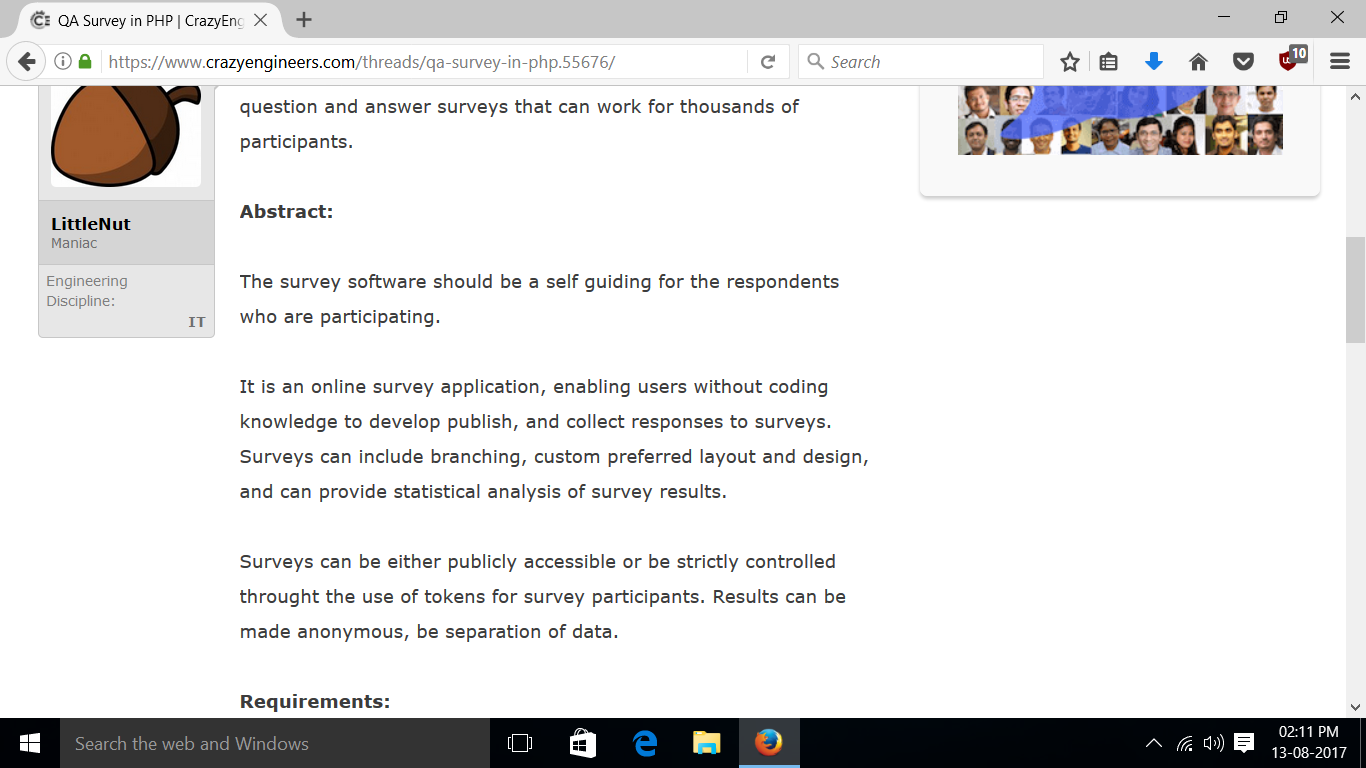 QA Survey in PHP | CrazyEng
https://www.crazyengineers.com/threads/qa-survey-in-php.55676/
Search
10
question and answer surveys that can work for thousands of
participants.
LittleNut
Maniac
Engineering
Discipline:
IT
Abstract:
The survey software should be a self guiding for the respondents
who are participating.
It is an online survey application, enabling users without coding
knowledge to develop publish, and collect responses to surveys.
Surveys can include branching, custom preferred layout and design,
and can provide statistical analysis of survey results.
Surveys can be either publicly accessible or be strictly controlled
throught the use of tokens for survey participants. Results can be
made anonymous, be separation of data.
Requirements:
Search the web and Windows
02:11 PM
13-08-2017